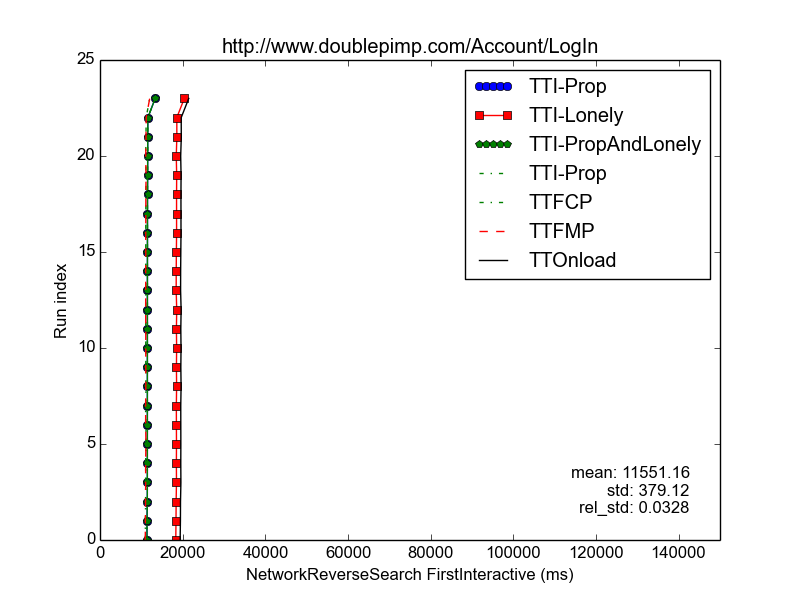 http://www.doublepimp.com/Account/LogIn
25
20
15
10
5
0
Run index
TTI-Prop
TTI-Lonely
TTI-PropAndLonely
TTI-Prop
TTFCP
TTFMP
TTOnload
mean: 11551.16
std: 379.12
rel_std: 0.0328
0 20000 40000 60000 80000 100000 120000 140000
NetworkReverseSearch FirstInteractive (ms)